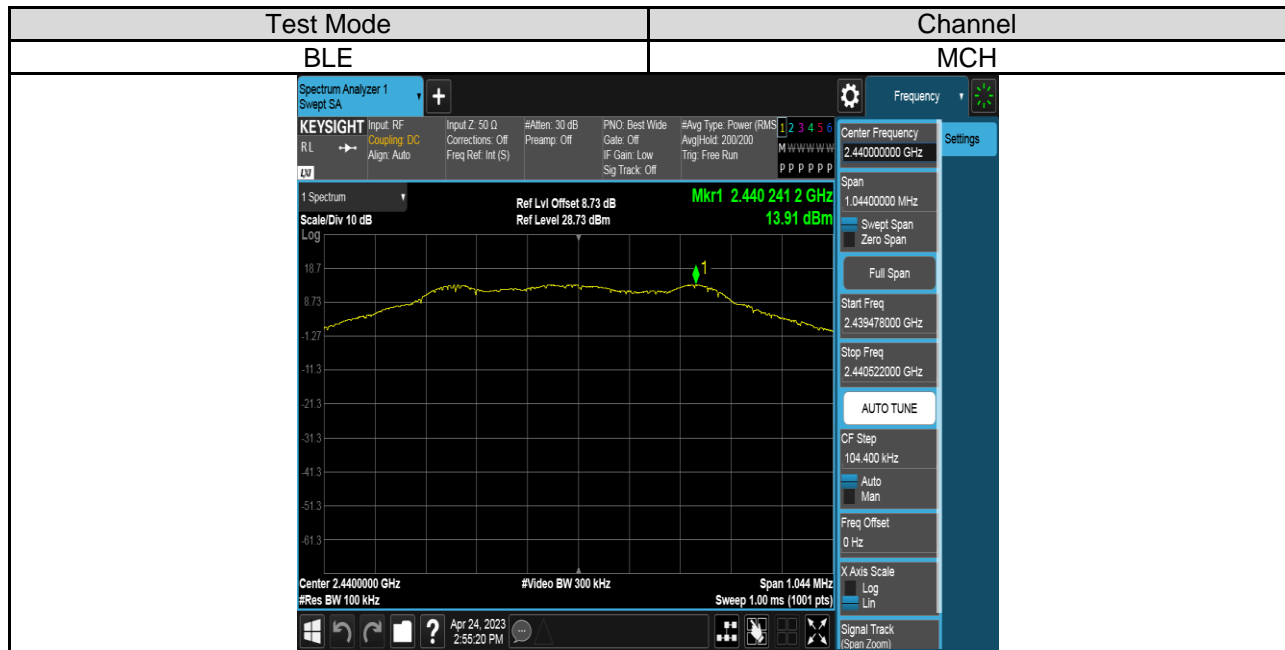 Test Mode Channel
BLE MCH
Spectrum Analyzer 1
Swept SA
+
Frequency
KEYSIGHT
RL
LXI
Input: RF
Coupling: DC
Align: Auto
Input Z: 50 Ω
Corrections: Off
Freq Ref: Int (S)
#Atten: 30 dB
Preamp: Off
PNO: Best Wide
Gate: Off
IF Gain: Low
Sig Track: Off
#Avg Type: Power (RMS
Avg|Hold: 200/200
Trig: Free Run
1 2 3 4 5 6
M W W W W W
P P P P P P
1 Spectrum
Scale/Div 10 dB
Ref Lvl Offset 8.73 dB
Ref Level 28.73 dBm
Mkr1 2.440 241 2 GHz
13.91 dBm
Log
1
18.7
8.73
-1.27
-11.3
-21.3
-31.3
-41.3
-51.3
-61.3
Center 2.4400000 GHz
#Res BW 100 kHz
#Video BW 300 kHz
Span 1.044 MHz
Sweep 1.00 ms (1001 pts)
?
Apr 24, 2023
2:55:20 PM
Center Frequency
2.440000000 GHz
Settings
Span
1.04400000 MHz
Swept Span
Zero Span
Full Span
Start Freq
2.439478000 GHz
Stop Freq
2.440522000 GHz
AUTO TUNE
CF Step
104.400 kHz
Auto
Man
Freq Offset
0 Hz
X Axis Scale
Log
Lin
Signal Track
(Span Zoom)